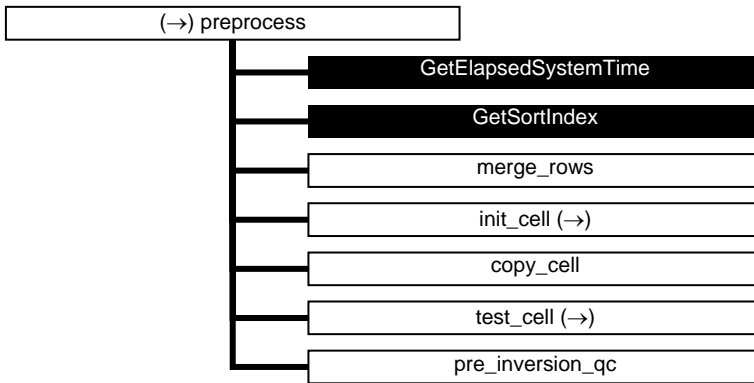 (→) preprocess
GetElapsedSystemTime
GetSortIndex
merge_rows
init_cell (→)
copy_cell
test_cell (→)
pre_inversion_qc